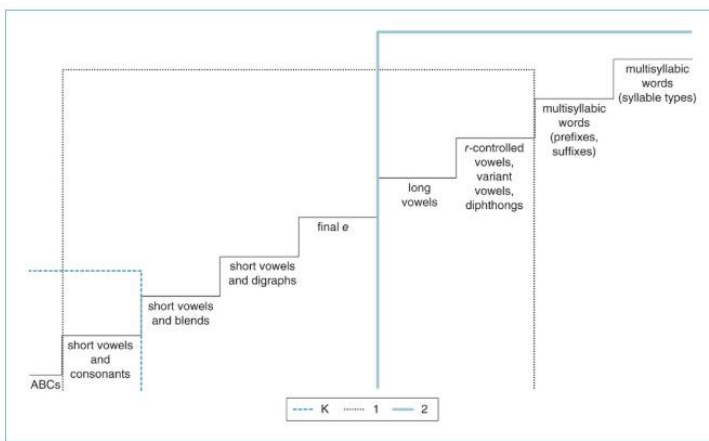 ABCs
short vowels
and
consonants
short vowels
and blends
short vowels
and digraphs
final e
long
vowels
r-controlled
vowels,
variant
vowels,
diphthongs
multisyllabic
words
(prefixes,
suffixes)
multisyllabic
words
(syllable types)
K 1 2